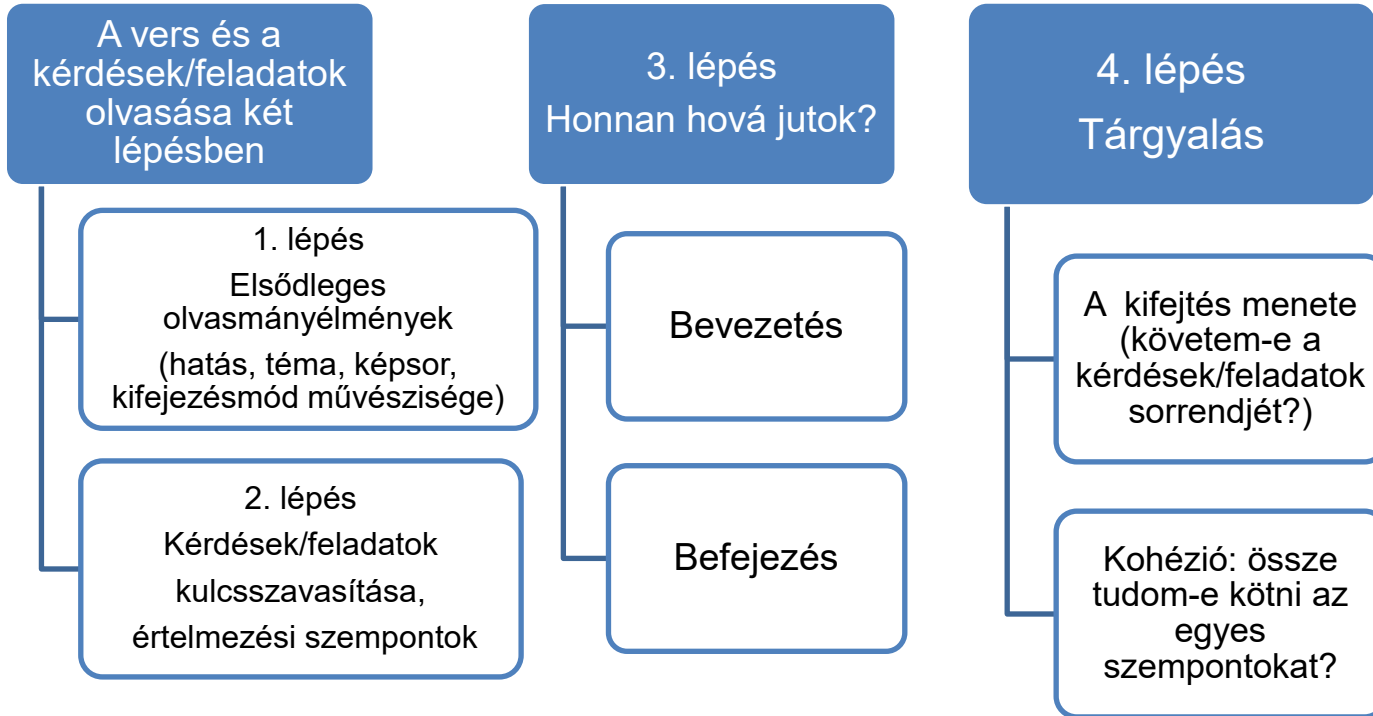 A vers és a
kérdések/feladatok
olvasása két
lépésben
1. lépés
Elsődleges
olvasmányélmények
(hatás, téma, képsor,
kifejezésmód művészisége)
2. lépés
Kérdések/feladatok
kulcsszavasítása,
értelmezési szempontok
3. lépés
Honnan hová jutok?
Bevezetés
Befejezés
4. lépés
Tárgyalás
A kifejtés menete
(követem-e a
kérdések/feladatok
sorrendjét?)
Kohézió: össze
tudom-e kötni az
egyes
szempontokat?